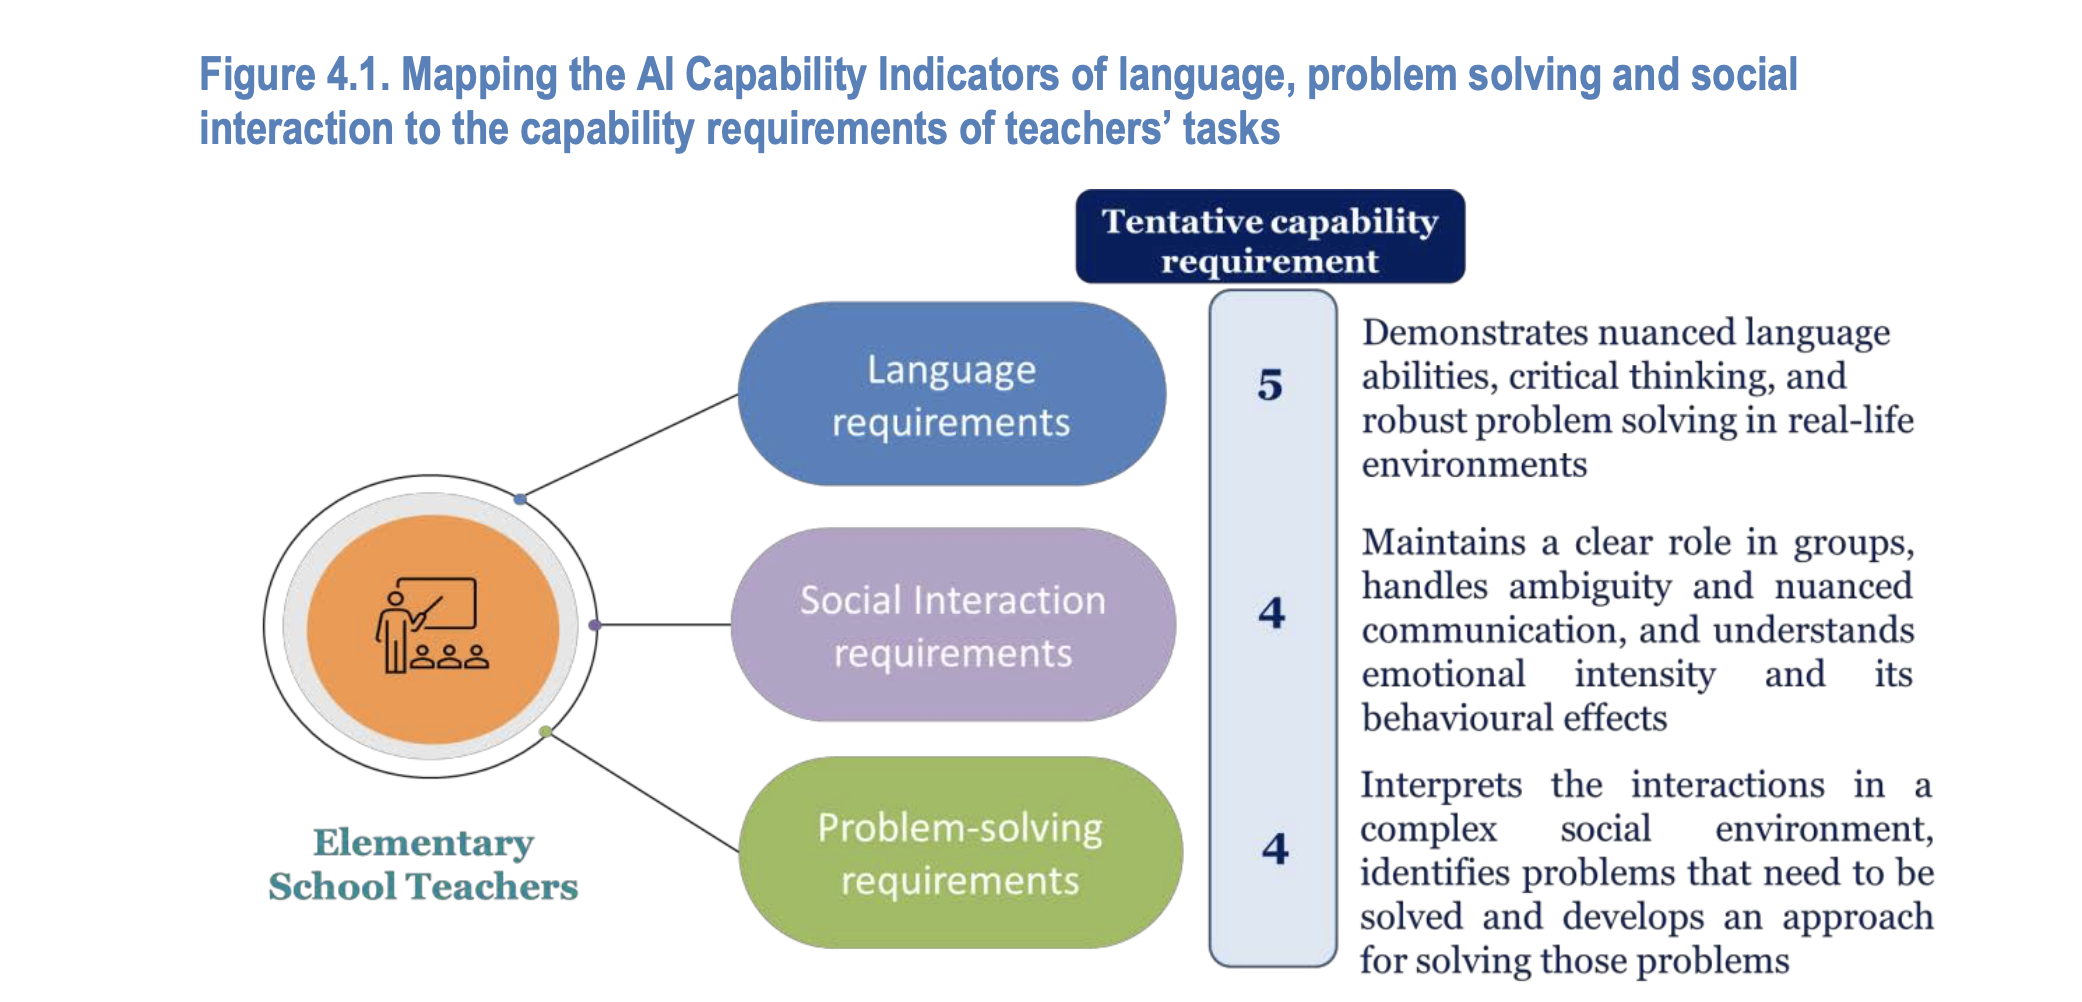 Figure 4.1. Mapping the AI Capability Indicators of language, problem solving and social
interaction to the capability requirements of teachers’ tasks
Tentative capability
requirement
Language
requirements
5
Demonstrates nuanced language
abilities, critical thinking, and
robust problem solving in real-life
environments
Social Interaction
requirements
4
Maintains a clear role in groups,
handles ambiguity and nuanced
communication, and understands
emotional intensity and its
behavioural effects
Problem-solving
requirements
4
Interprets the interactions in a
complex social environment,
identifies problems that need to be
solved and develops an approach
for solving those problems
Elementary
School Teachers